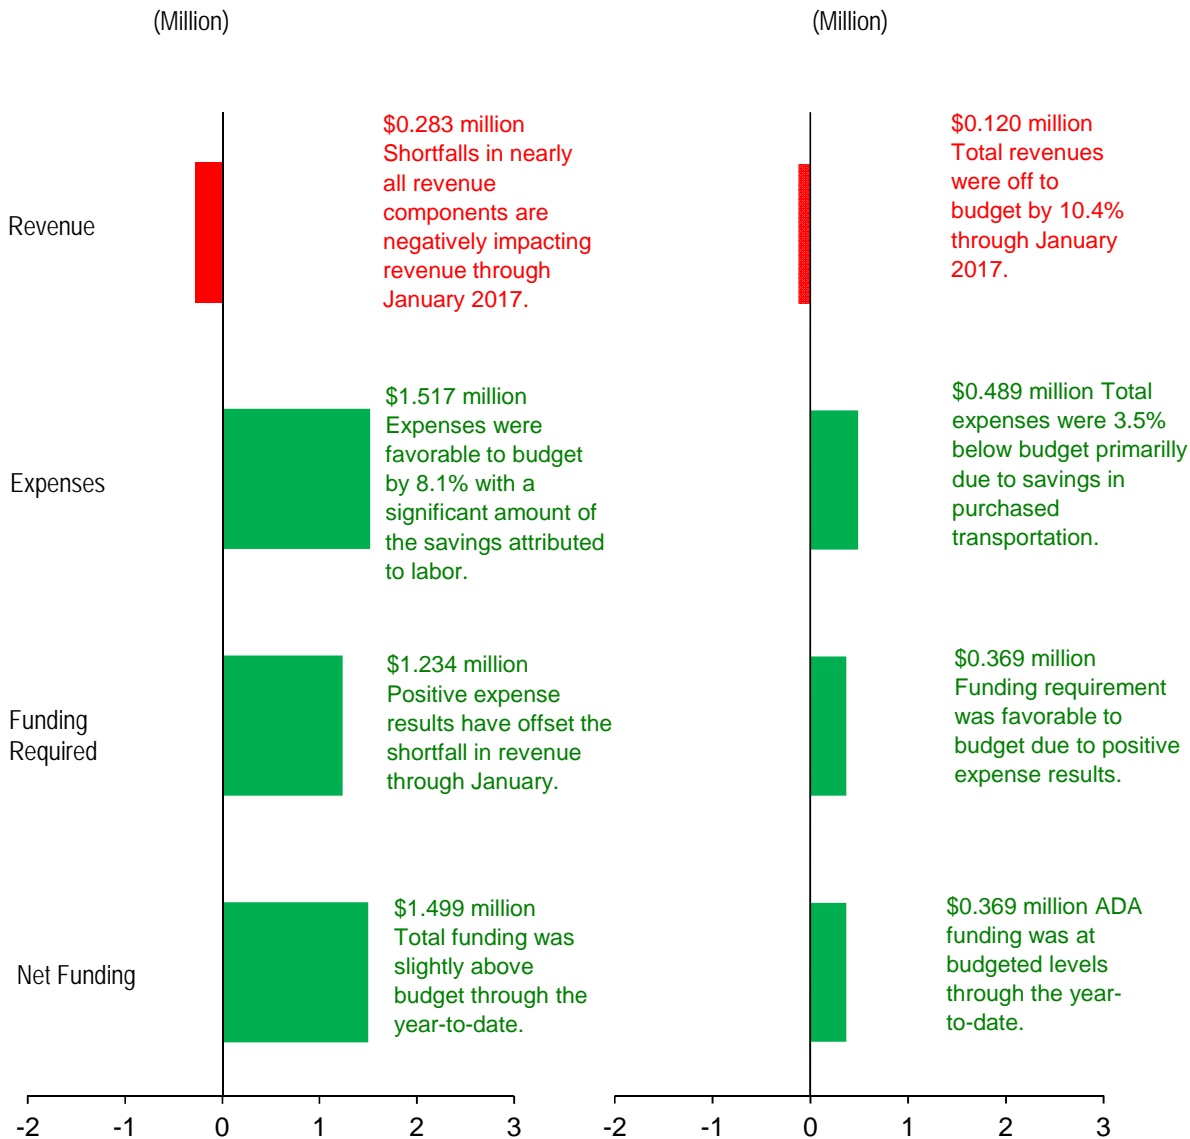 (Million)
(Million)
Revenue
$0.283 million
Shortfalls in nearly
all revenue
components are
negatively impacting
revenue through
January 2017.
$0.120 million
Total revenues
were off to
budget by 10.4%
through January
2017.
Expenses
$1.517 million
Expenses were
favorable to budget
by 8.1% with a
significant amount of
the savings attributed
to labor.
$0.489 million Total
expenses were 3.5%
below budget primarilly
due to savings in
purchased
transportation.
Funding
Required
$1.234 million
Positive expense
results have offset the
shortfall in revenue
through January.
$0.369 million
Funding requirement
was favorable to
budget due to positive
expense results.
Net Funding
$1.499 million
Total funding was
slightly above
budget through the
year-to-date.
$0.369 million ADA
funding was at
budgeted levels
through the year-
to-date.
-2 -1 0 1 2 3
-2 -1 0 1 2 3